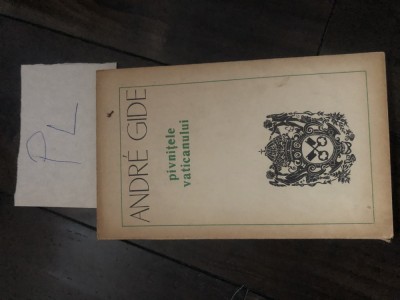 PL
ANDRÉ GIDE
pivnițele
vaticanului